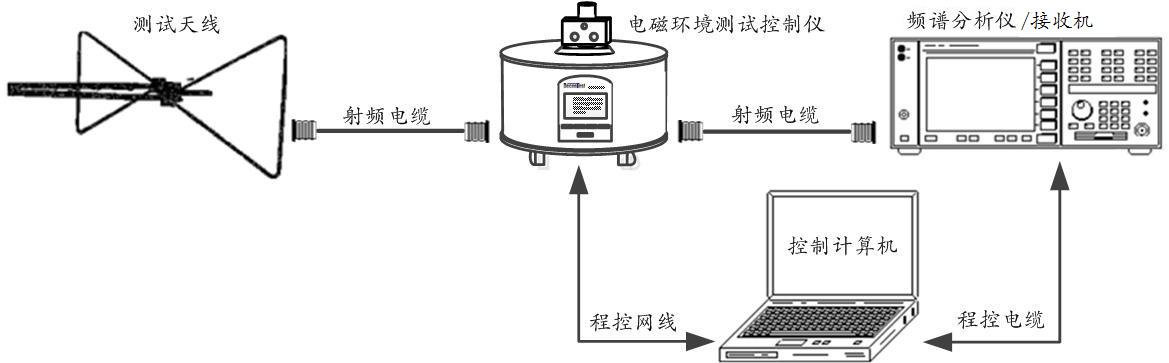 测试天线
电磁环境测试控制仪
频谱分析仪/接收机
射频电缆
射频电缆
控制计算机
程控网线
程控电缆